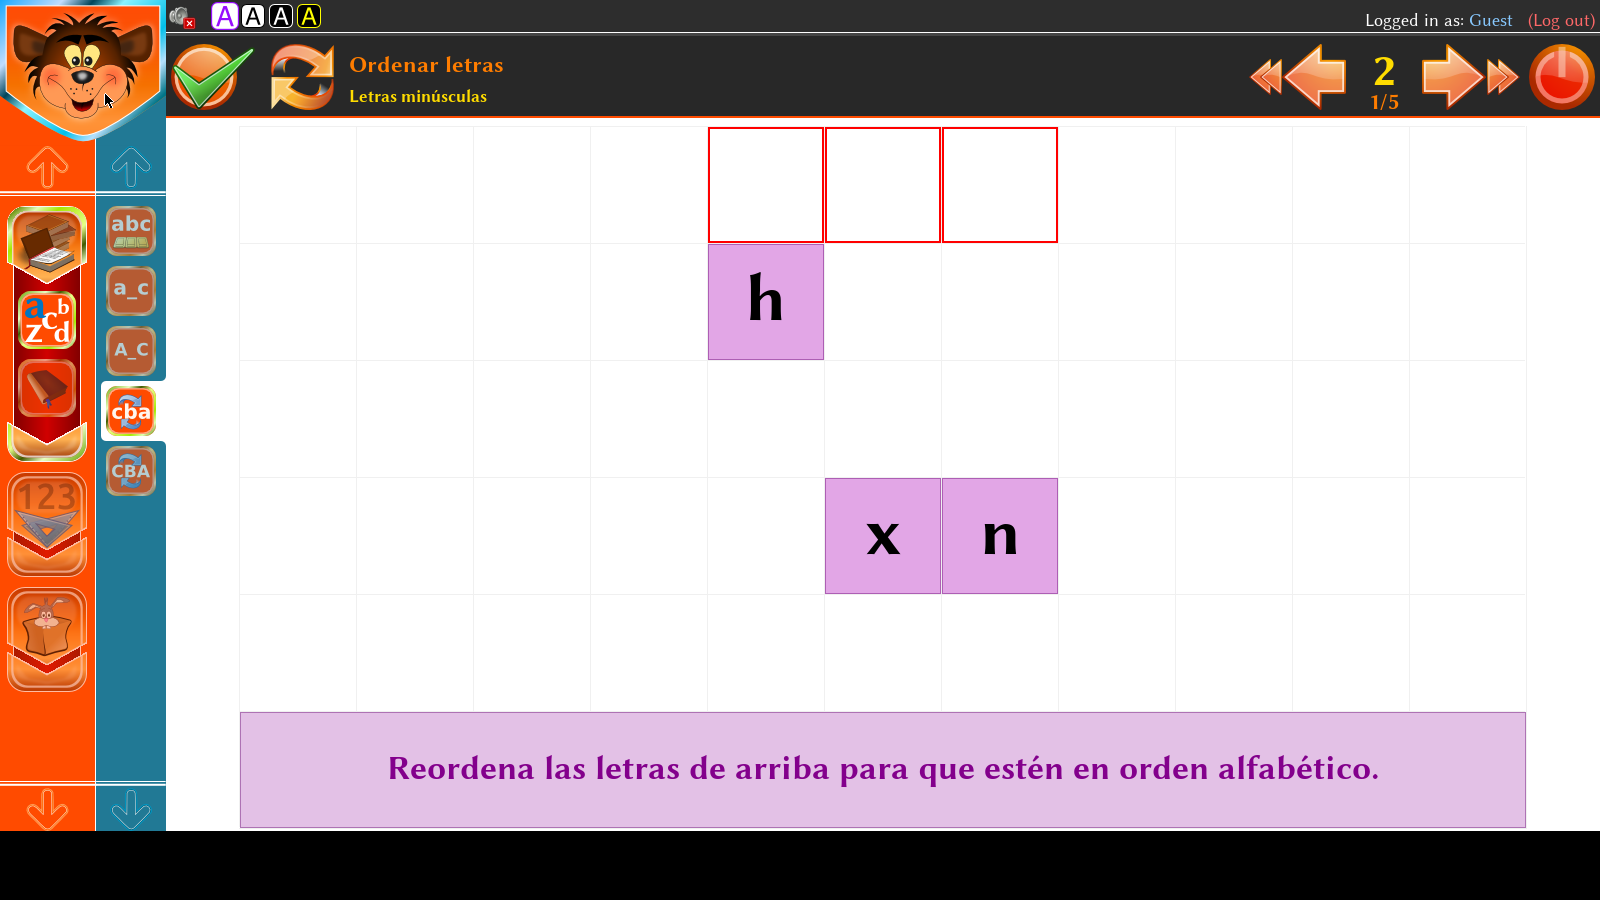 A A A A
Logged in as: Guest (Log out)
Ordenar letras
Letras minúsculas
2
1/5
abc
a_c
A_C
cba
CBA
a b c z d
123
h
x n
Reordena las letras de arriba para que estén en orden alfabético.